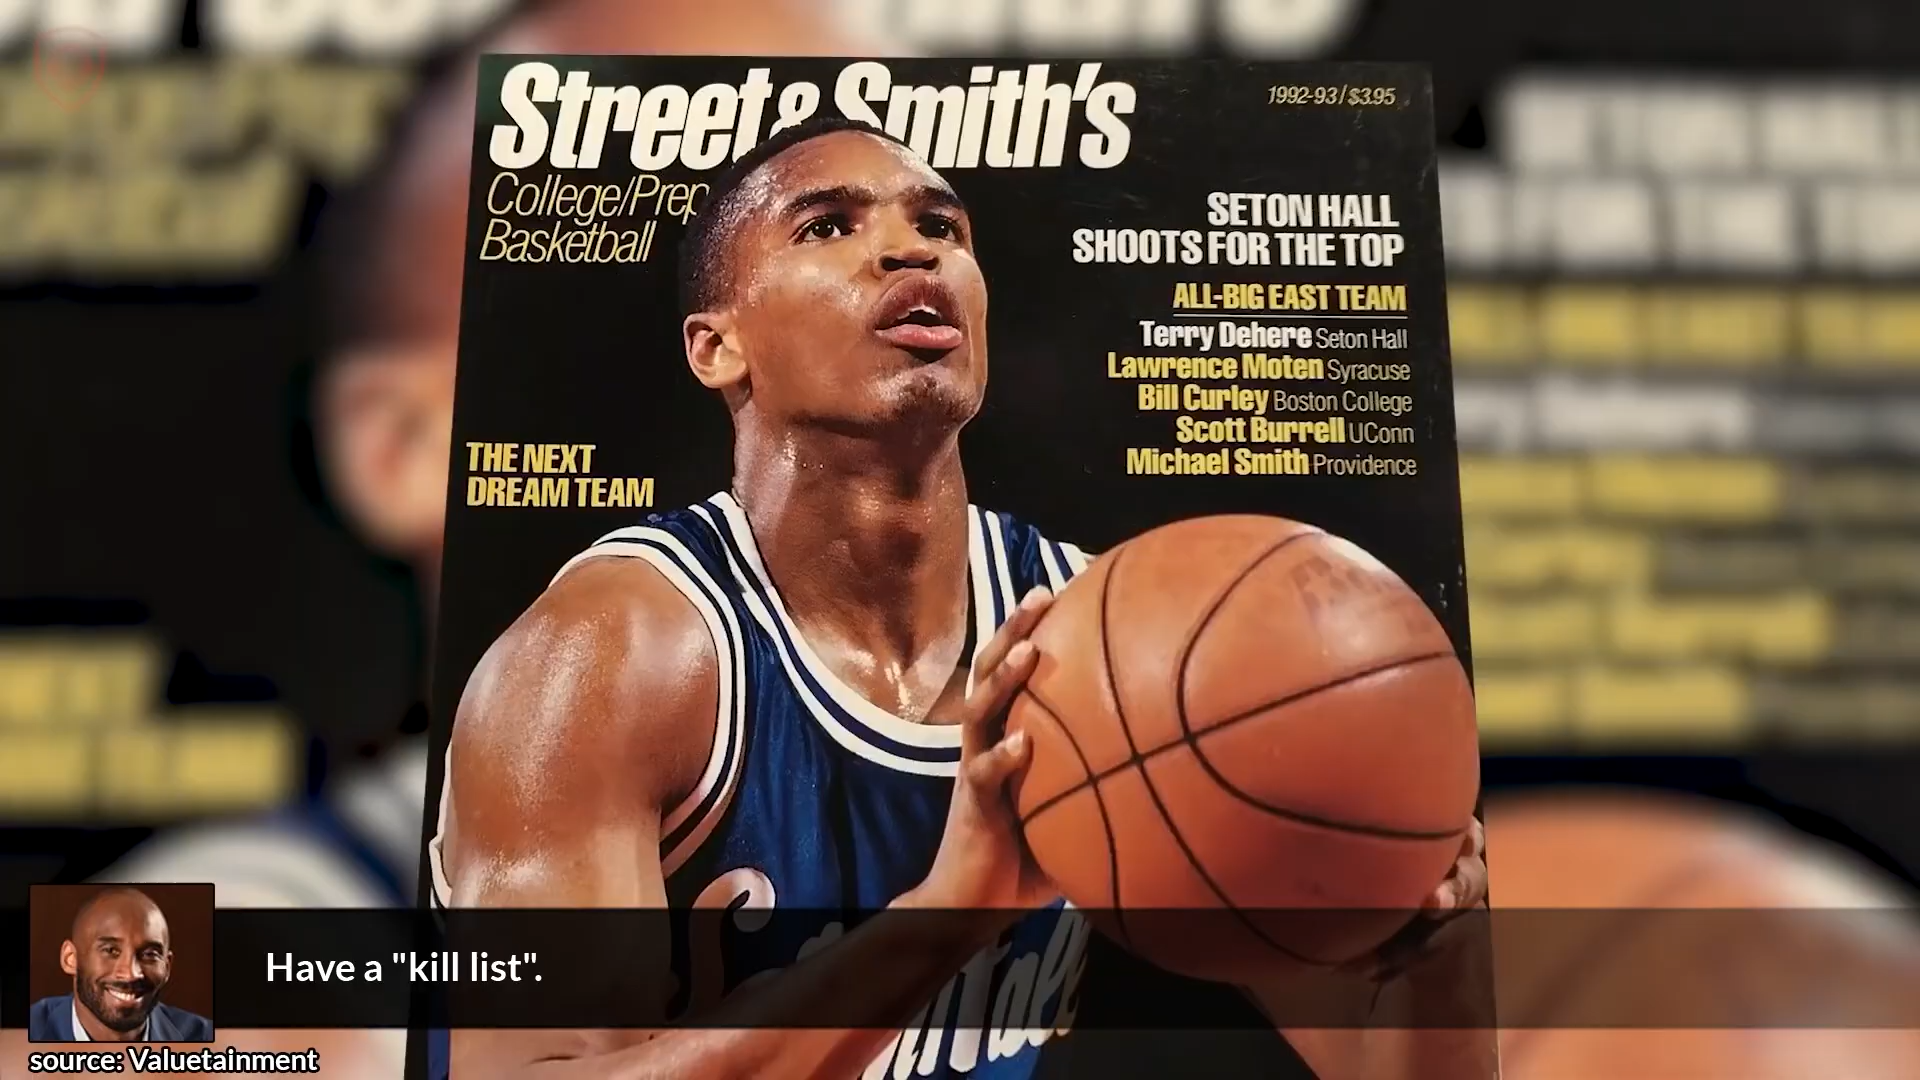 Street & Smith's
1992-93/$3.95
College/Prep
Basketball
SETON HALL
SHOOTS FOR THE TOP
ALL-BIG EAST TEAM
Terry Dehere Seton Hall
Lawrence Moten Syracuse
Bill Curley Boston College
Scott Burrell UConn
Michael Smith Providence
THE NEXT
DREAM TEAM
Have a "kill list".
source: Valuetainment